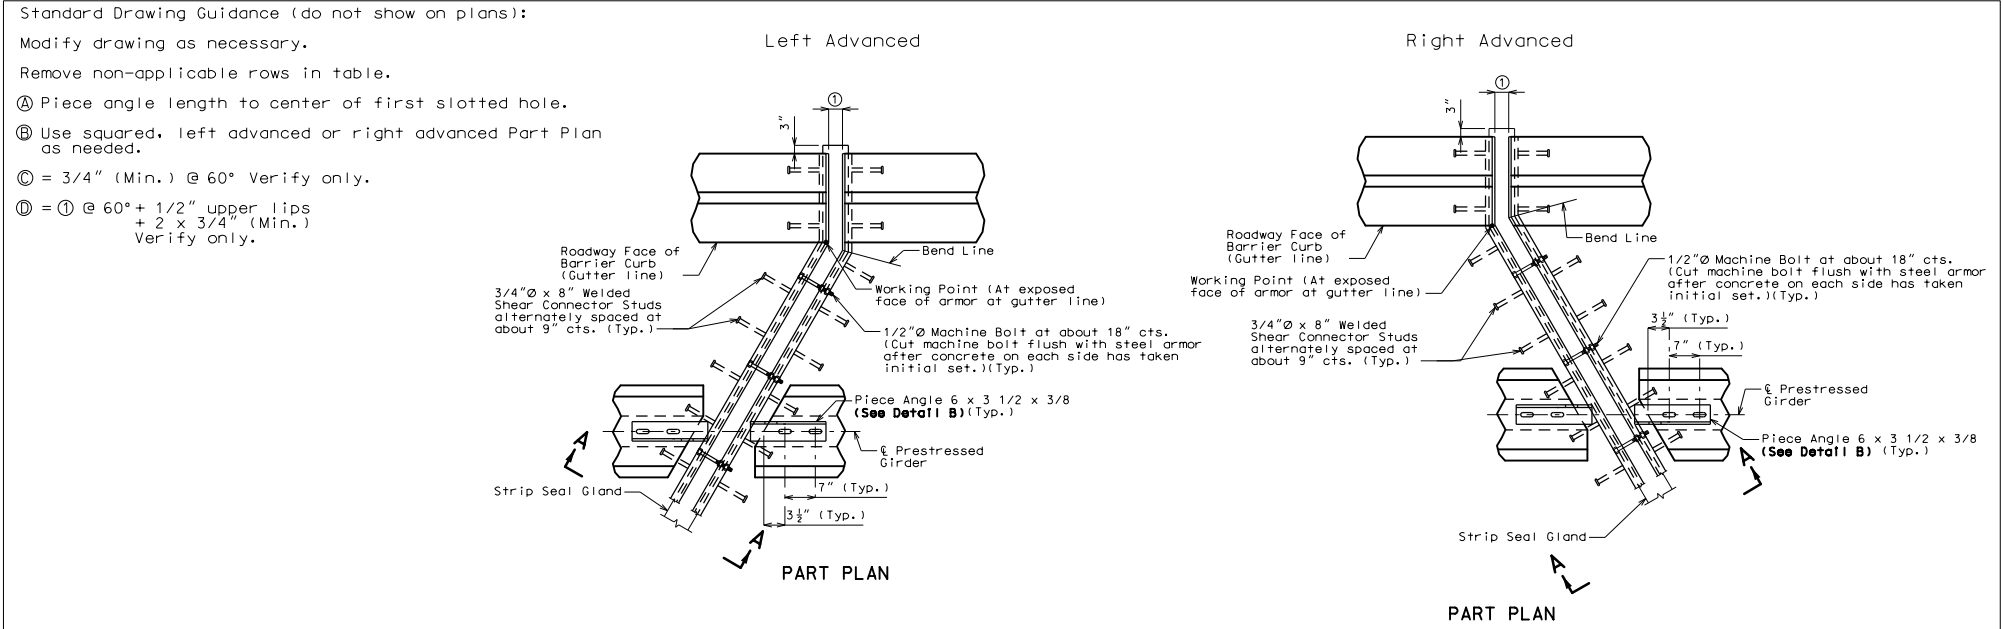 Standard Drawing Guidance (do not show on plans):
Modify drawing as necessary.
Remove non-applicable rows in table.
Ⓐ Piece angle length to center of first slotted hole.
Ⓑ Use squared, left advanced or right advanced Part Plan
as needed.
Ⓒ = 3/4" (Min.) @ 60° Verify only.
Ⓓ = ① @ 60° + 1/2" upper lips
+ 2 x 3/4" (Min.)
Verify only.
Left Advanced
①
3"
Roadway Face of
Barrier Curb
(Gutter line)
Bend Line
3/4"Ø x 8" Welded
Shear Connector Studs
alternately spaced at
about 9" cts. (Typ.)
Working Point (At exposed
face of armor at gutter line)
1/2"Ø Machine Bolt at about 18" cts.
(Cut machine bolt flush with steel armor
after concrete on each side has taken
initial set.)(Typ.)
Piece Angle 6 x 3 1/2 x 3/8
(See Detail B)(Typ.)
A
℄ Prestressed
Girder
Strip Seal Gland
7" (Typ.)
3½" (Typ.)
A
PART PLAN
Right Advanced
①
3"
Roadway Face of
Barrier Curb
(Gutter line)
Bend Line
Working Point (At exposed
face of armor at gutter line)
1/2"Ø Machine Bolt at about 18" cts.
(Cut machine bolt flush with steel armor
after concrete on each side has taken
initial set.)(Typ.)
3/4"Ø x 8" Welded
Shear Connector Studs
alternately spaced at
about 9" cts. (Typ.)
3½" (Typ.)
7" (Typ.)
℄ Prestressed
Girder
Piece Angle 6 x 3 1/2 x 3/8
(See Detail B) (Typ.)
A
Strip Seal Gland
A
PART PLAN